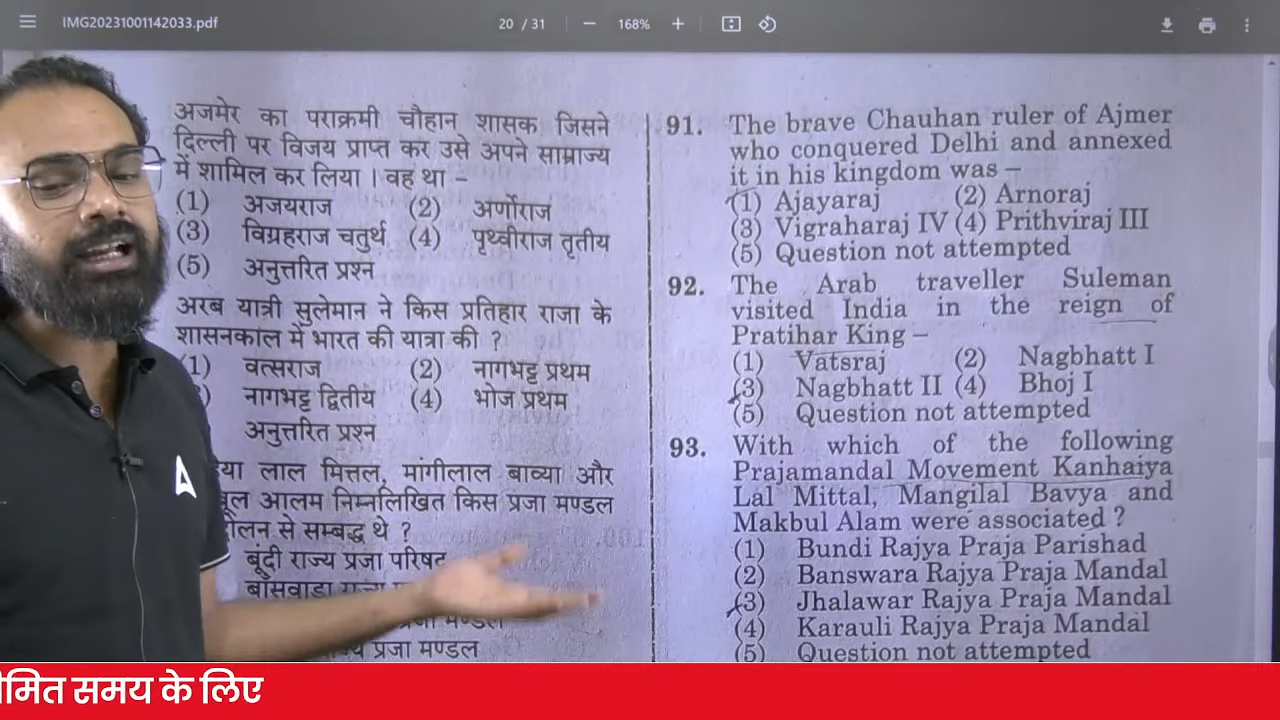 IMG20231001142033.pdf
20 / 31
168%
अजमेर का पराक्रमी चौहान शासक जिसने
दिल्ली पर विजय प्राप्त कर उसे अपने साम्राज्य
में शामिल कर लिया । वह था –
(1) अजयराज (2) अर्णोराज
(3) विग्रहराज चतुर्थ (4) पृथ्वीराज तृतीय
(5) अनुत्तरित प्रश्न
अरब यात्री सुलेमान ने किस प्रतिहार राजा के
शासनकाल में भारत की यात्रा की ?
1) वत्सराज (2) नागभट्ट प्रथम
) नागभट्ट द्वितीय (4) भोज प्रथम
अनुत्तरित प्रश्न
या लाल मित्तल, मांगीलाल बाव्या और
बूल आलम निम्नलिखित किस प्रजा मण्डल
ोलन से सम्बद्ध थे ?
बूंदी राज्य प्रजा परिषद
बांसवाड़ा राज्य
प्रजा मण्डल
प्रजा मण्डल
91. The brave Chauhan ruler of Ajmer
who conquered Delhi and annexed
it in his kingdom was –
(1) Ajayaraj (2) Arnoraj
(3) Vigraharaj IV (4) Prithviraj III
(5) Question not attempted
92. The Arab traveller Suleman
visited India in the reign of
Pratihar King –
(1) Vatsraj (2) Nagbhatt I
(3) Nagbhatt II (4) Bhoj I
(5) Question not attempted
93. With which of the following
Prajamandal Movement Kanhaiya
Lal Mittal, Mangilal Bavya and
Makbul Alam were associated ?
(1) Bundi Rajya Praja Parishad
(2) Banswara Rajya Praja Mandal
(3) Jhalawar Rajya Praja Mandal
(4) Karauli Rajya Praja Mandal
(5) Question not attempted
मित समय के लिए